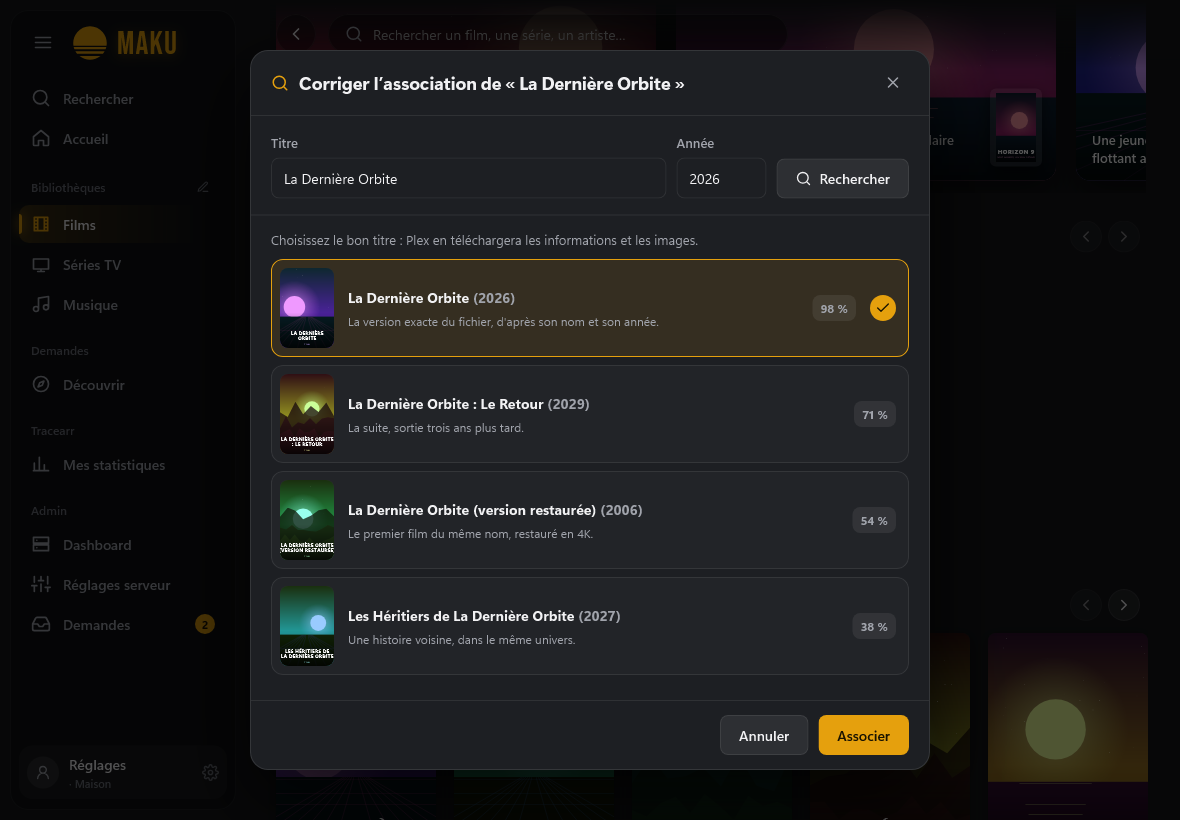 MAKU
Rechercher un film, une série, un artiste...
Rechercher
Accueil
Bibliothèques
Films
Séries TV
Musique
Demandes
Découvrir
Tracearr
Mes statistiques
Admin
Dashboard
Réglages serveur
Demandes 2
Réglages
· Maison
Corriger l'association de « La Dernière Orbite »
Titre
Année
La Dernière Orbite
2026
Rechercher
Choisissez le bon titre : Plex en téléchargera les informations et les images.
LA DERNIÈRE
ORBITE
La Dernière Orbite (2026)
La version exacte du fichier, d'après son nom et son année.
98 %
LA DERNIÈRE ORBITE
: LE RETOUR
La Dernière Orbite : Le Retour (2029)
La suite, sortie trois ans plus tard.
71 %
LA DERNIÈRE ORBITE
(VERSION RESTAURÉE)
La Dernière Orbite (version restaurée) (2006)
Le premier film du même nom, restauré en 4K.
54 %
LES HÉRITIERS DE
LA DERNIÈRE ORBITE
Les Héritiers de La Dernière Orbite (2027)
Une histoire voisine, dans le même univers.
38 %
Annuler
Associer
HORIZON 9
Une jeun
flottant a